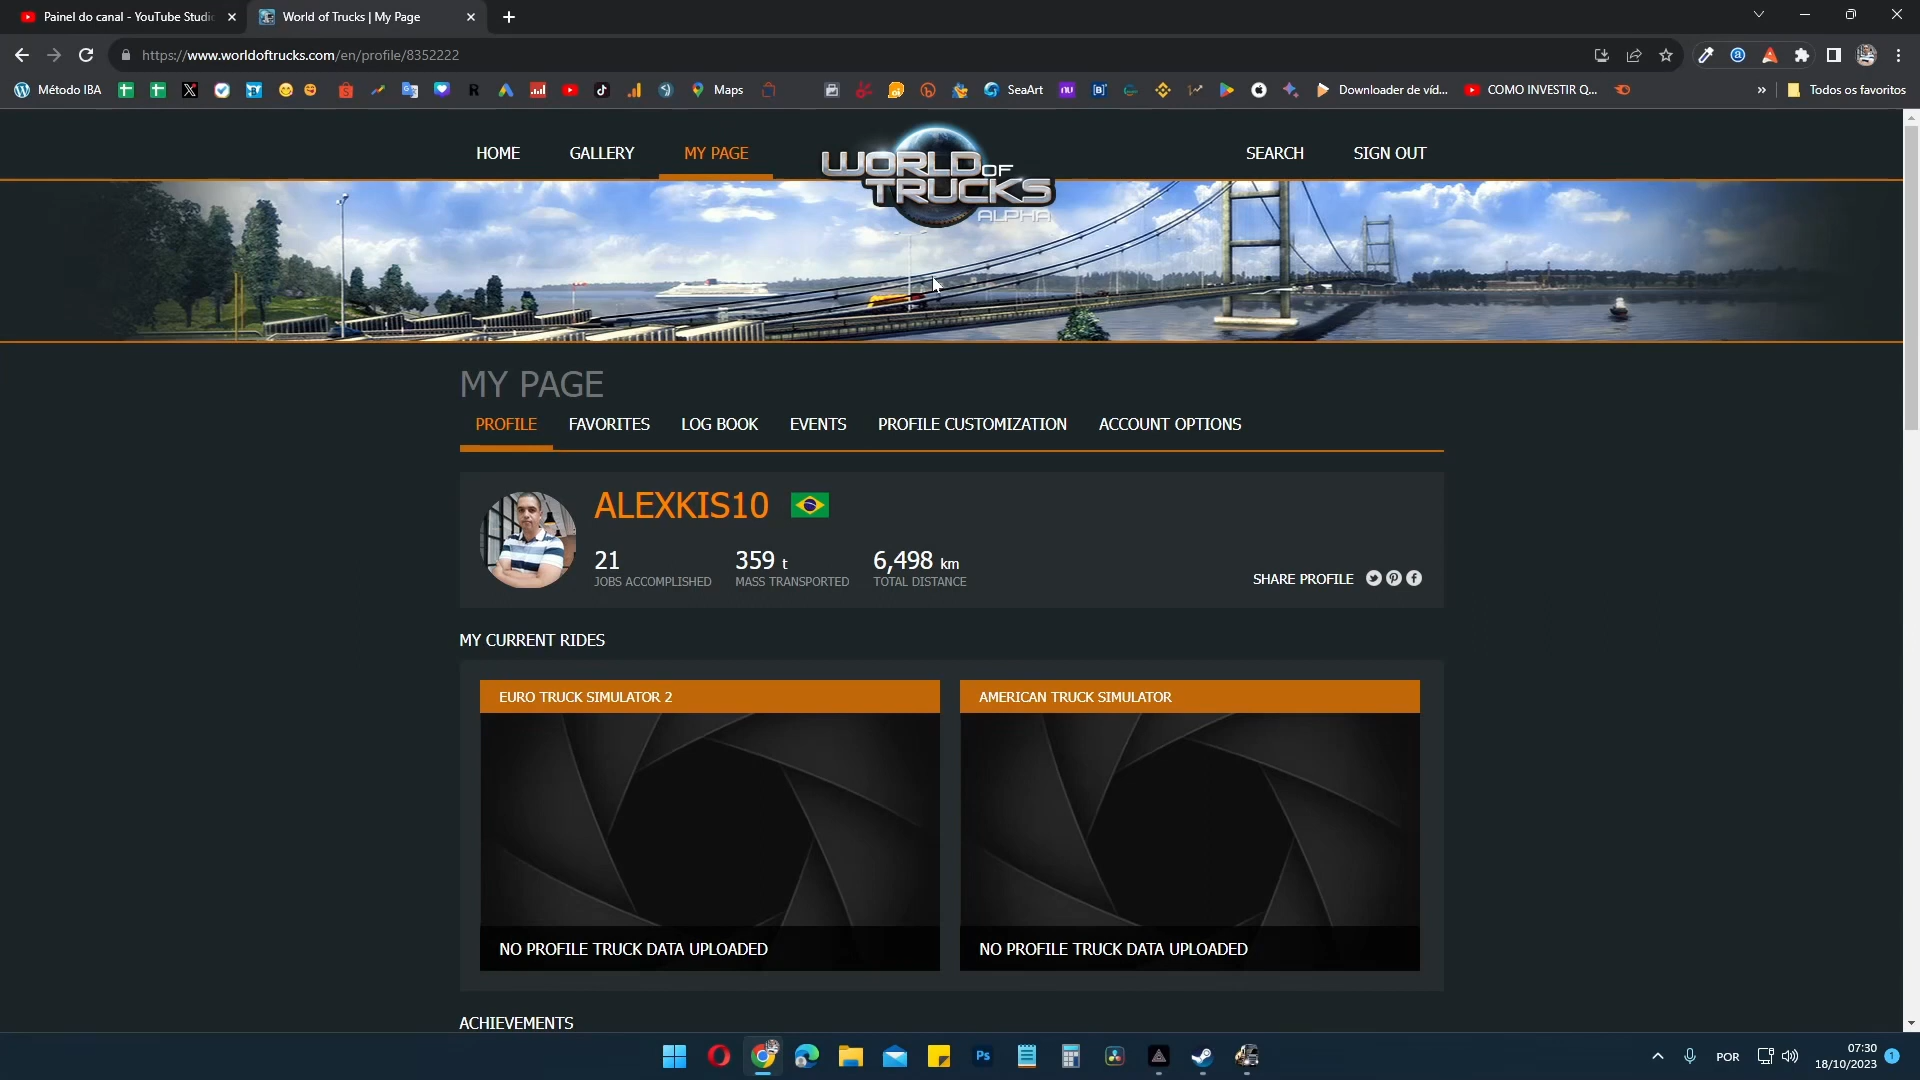 Painel do canal - YouTube Studi
World of Trucks | My Page
https://www.worldoftrucks.com/en/profile/8352222
Método IBA
Maps
SeaArt
Downloader de víd...
COMO INVESTIR Q...
»
Todos os favoritos
HOME
GALLERY
MY PAGE
WORLD OF TRUCKS ALPHA
SEARCH
SIGN OUT
MY PAGE
PROFILE
FAVORITES
LOG BOOK
EVENTS
PROFILE CUSTOMIZATION
ACCOUNT OPTIONS
ALEXKIS10
21
359 t
6,498 km
JOBS ACCOMPLISHED
MASS TRANSPORTED
TOTAL DISTANCE
SHARE PROFILE
MY CURRENT RIDES
EURO TRUCK SIMULATOR 2
AMERICAN TRUCK SIMULATOR
NO PROFILE TRUCK DATA UPLOADED
NO PROFILE TRUCK DATA UPLOADED
ACHIEVEMENTS
Ps
POR
07:30
18/10/2023
1